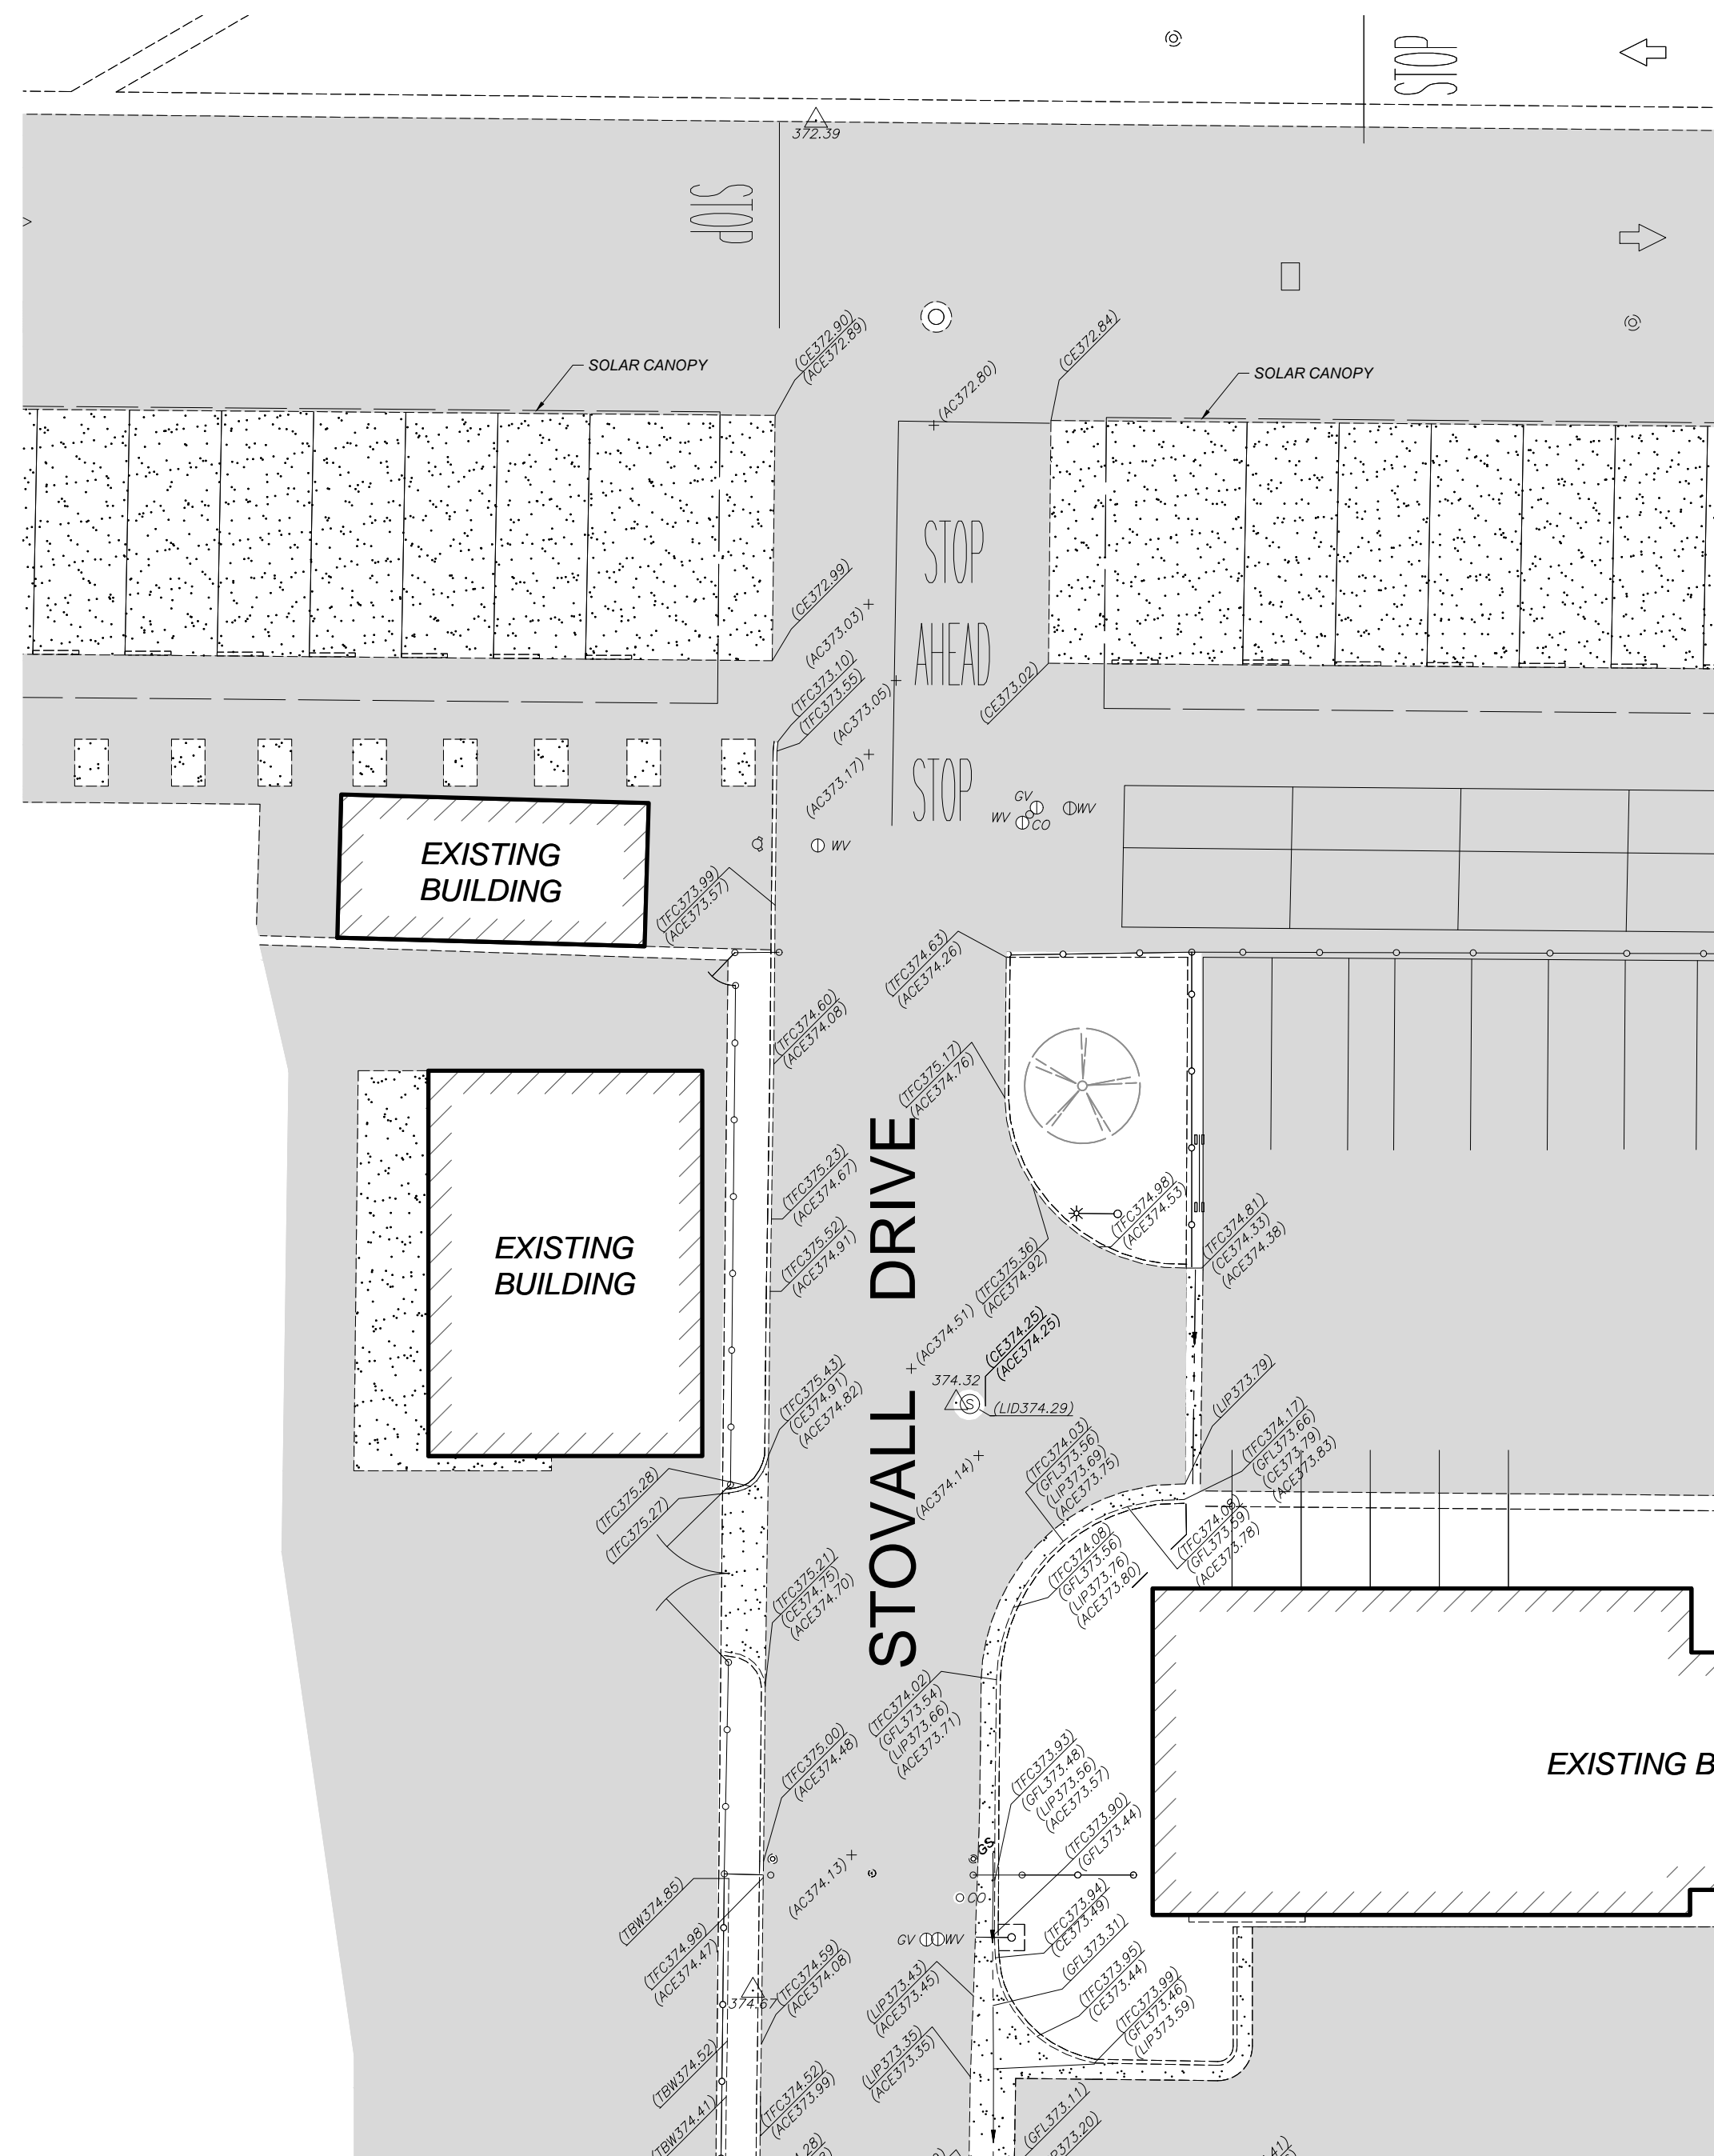 STOP
372.39
STOP
(CE372.90)
(ACE372.89)
(CE372.84)
SOLAR CANOPY
SOLAR CANOPY
(AC372.80)
STOP
AHEAD
STOP
(CE372.99)
(AC373.03)
(TFC373.10)
(TFC373.55)
(AC373.05)
(CE373.02)
(AC373.17)
GV
WV
WV
CO
WV
EXISTING
BUILDING
(TFC373.99)
(ACE373.57)
(TFC374.63)
(ACE374.26)
(TFC374.60)
(ACE374.08)
(TFC375.17)
(ACE374.76)
STOVALL DRIVE
(TFC375.23)
(ACE374.67)
(TFC374.98)
(ACE374.53)
(TFC375.52)
(ACE374.91)
(TFC374.81)
(CE374.33)
(ACE374.38)
EXISTING
BUILDING
(TFC375.36)
(ACE374.92)
(AC374.51)
(CE374.25)
(ACE374.25)
374.32
S
(LID374.29)
(TFC375.43)
(CE374.91)
(ACE374.82)
(LIP373.79)
(TFC374.17)
(GFL373.66)
(CE373.79)
(ACE373.83)
(TFC374.03)
(GFL373.56)
(LIP373.69)
(ACE373.75)
(AC374.14)
(TFC375.28)
(TFC375.27)
(TFC374.08)
(GFL373.59)
(ACE373.78)
(TFC374.08)
(GFL373.56)
(LIP373.76)
(ACE373.80)
(TFC375.21)
(CE374.75)
(ACE374.70)
(TFC374.02)
(GFL373.54)
(LIP373.66)
(ACE373.71)
EXISTING B
(TFC375.00)
(ACE374.48)
(TFC373.93)
(GFL373.48)
(LIP373.56)
(ACE373.57)
(TFC373.90)
(GFL373.44)
GS
(AC374.13)
(TBW374.85)
CO
(TFC374.98)
(ACE374.47)
(TFC373.94)
(CE373.49)
GV
WV
(GFL373.31)
(TFC374.59)
(ACE374.08)
374.67
(LIP373.43)
(ACE373.45)
(TFC373.95)
(CE373.44)
(TFC373.99)
(GFL373.46)
(LIP373.59)
(LIP373.35)
(ACE373.35)
(TBW374.52)
(TFC374.52)
(ACE373.99)
(TBW374.41)
(GFL373.11)
P373.20)
.28)
.41)